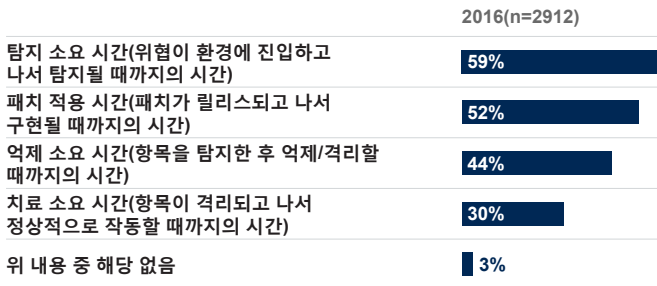 2016(n=2912)
탐지 소요 시간(위협이 환경에 진입하고
나서 탐지될 때까지의 시간)
59%
패치 적용 시간(패치가 릴리스되고 나서
구현될 때까지의 시간)
52%
억제 소요 시간(항목을 탐지한 후 억제/격리할
때까지의 시간)
44%
치료 소요 시간(항목이 격리되고 나서
정상적으로 작동할 때까지의 시간)
30%
위 내용 중 해당 없음
3%